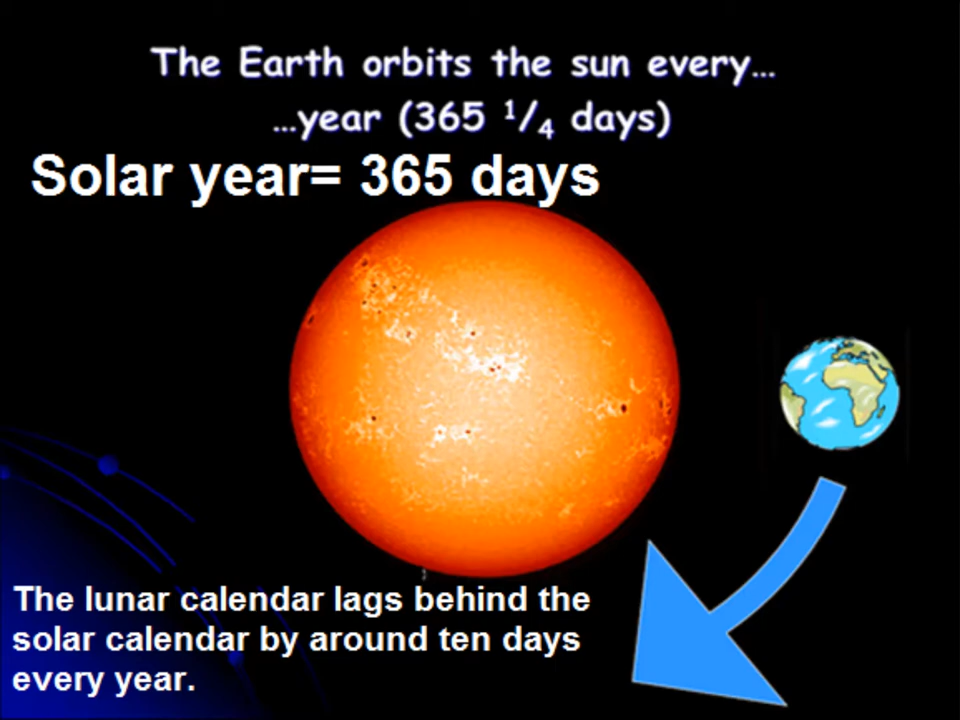 The Earth orbits the sun every…
…year (365 ¹/₄ days)
Solar year= 365 days
The lunar calendar lags behind the
solar calendar by around ten days
every year.